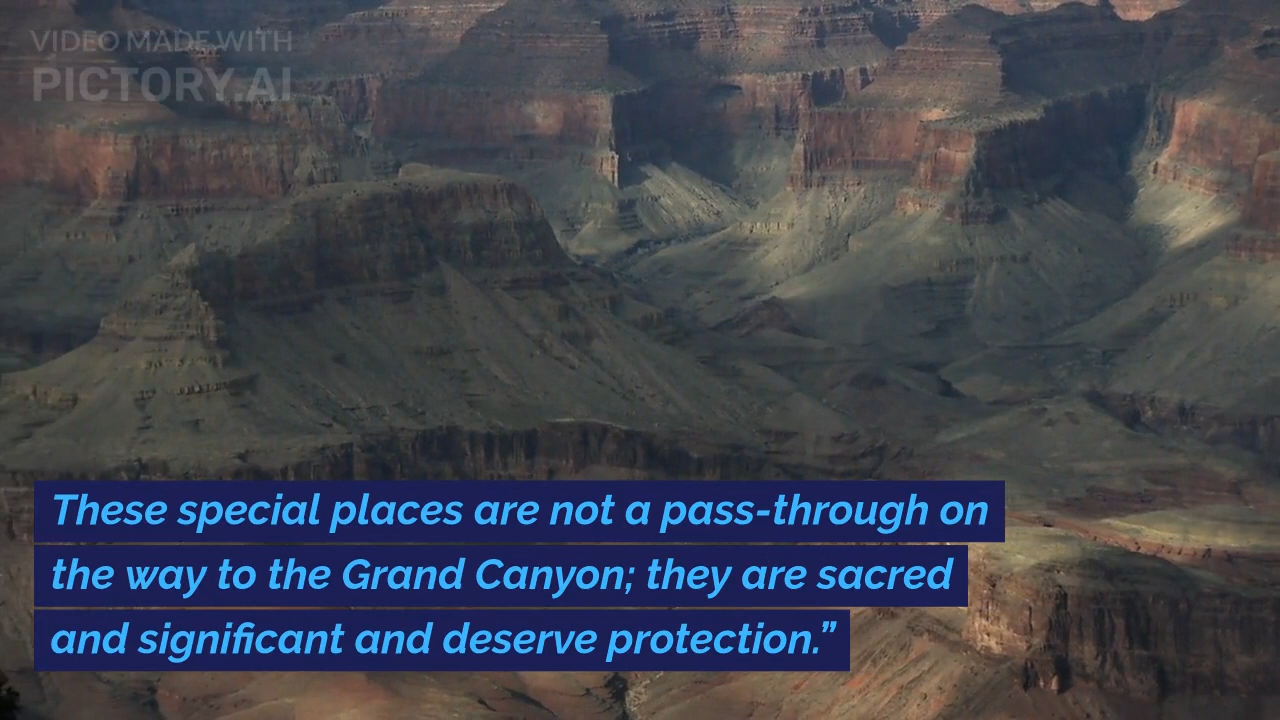 VIDEO MADE WITH
PICTORY.AI
These special places are not a pass-through on
the way to the Grand Canyon; they are sacred
and significant and deserve protection.”